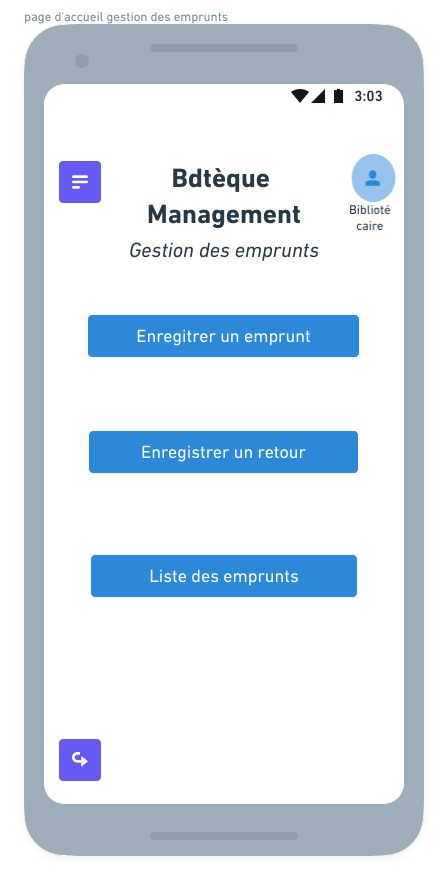 page d'accueil gestion des emprunts
3:03
Bdtèque
Management
Gestion des emprunts
Biblioté
caire
Enregitrer un emprunt
Enregistrer un retour
Liste des emprunts